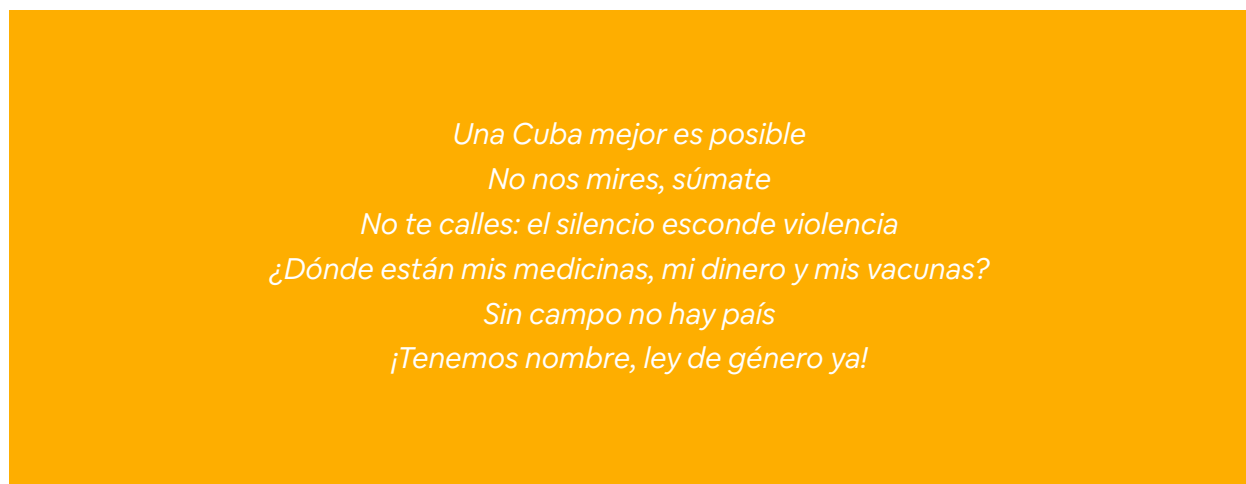 Una Cuba mejor es posible
No nos mires, súmate
No te calles: el silencio esconde violencia
¿Dónde están mis medicinas, mi dinero y mis vacunas?
Sin campo no hay país
¡Tenemos nombre, ley de género ya!